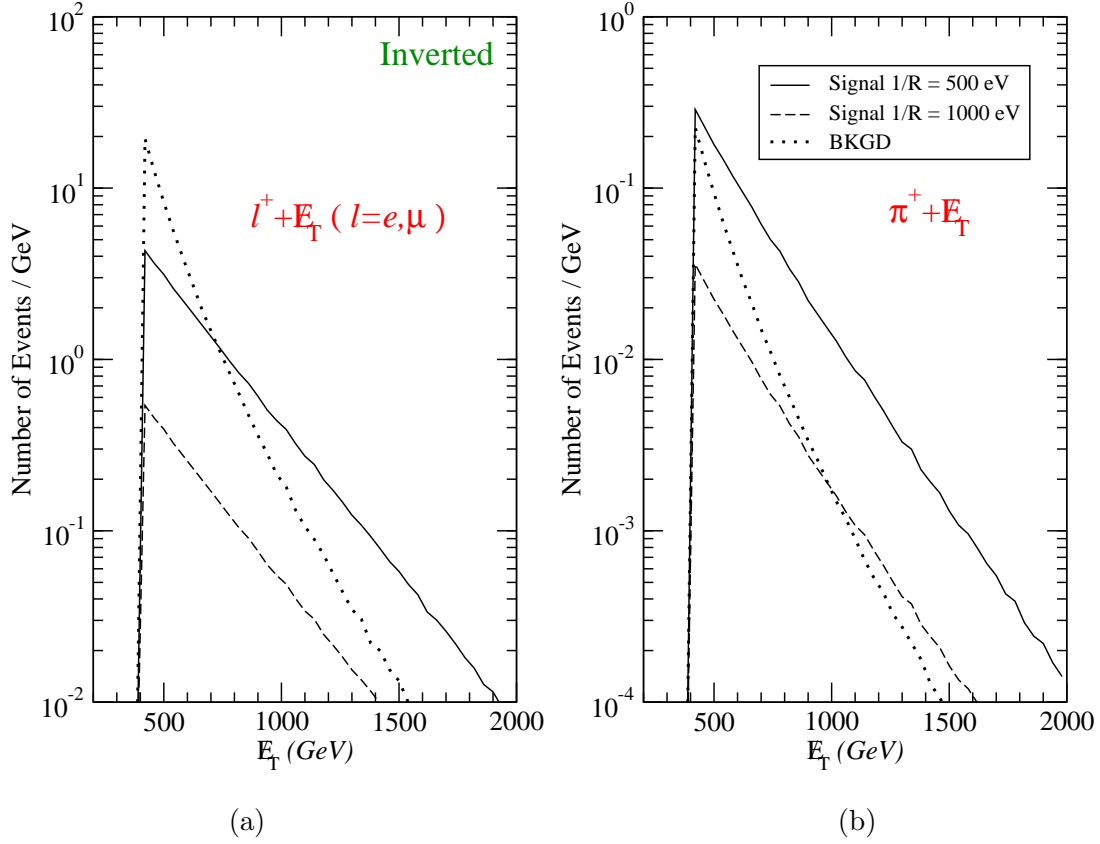 10^2
10^1
10^0
10^-1
10^-2
Number of Events / GeV
Inverted
l^+ + E̸_T ( l=e,μ )
500
1000
1500
2000
E̸_T (GeV)
(a)
10^0
10^-1
10^-2
10^-3
10^-4
Number of Events / GeV
Signal 1/R = 500 eV
Signal 1/R = 1000 eV
BKGD
π^+ + E̸_T
500
1000
1500
2000
E̸_T (GeV)
(b)